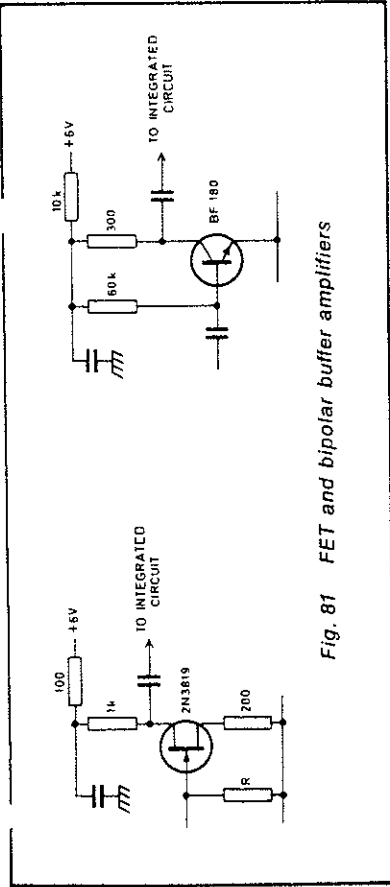 100
+6V
1k
TO INTEGRATED
CIRCUIT
2N3819
R
200
10k
+6V
60k
300
TO INTEGRATED
CIRCUIT
BF 180
Fig. 81 FET and bipolar buffer amplifiers